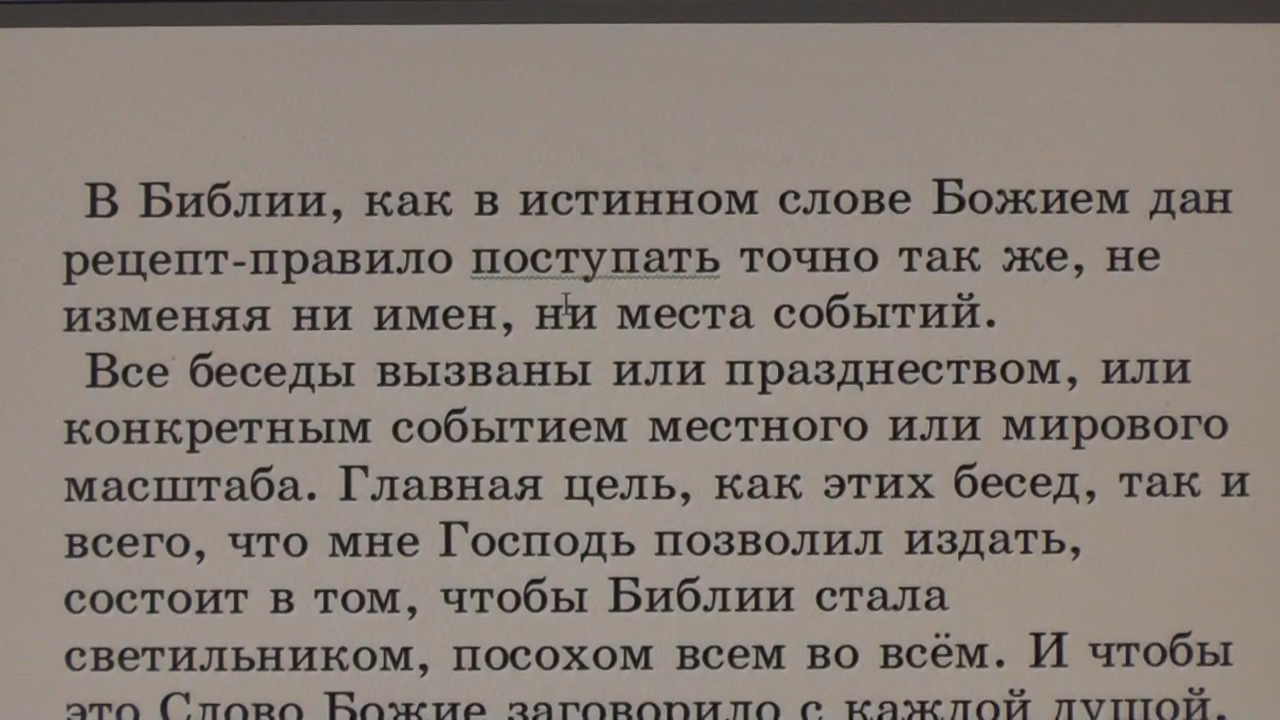 В Библии, как в истинном слове Божием дан
рецепт-правило поступать точно так же, не
изменяя ни имен, ни места событий.
Все беседы вызваны или празднеством, или
конкретным событием местного или мирового
масштаба. Главная цель, как этих бесед, так и
всего, что мне Господь позволил издать,
состоит в том, чтобы Библии стала
светильником, посохом всем во всём. И чтобы
это Слово Божие заговорило с каждой душой,